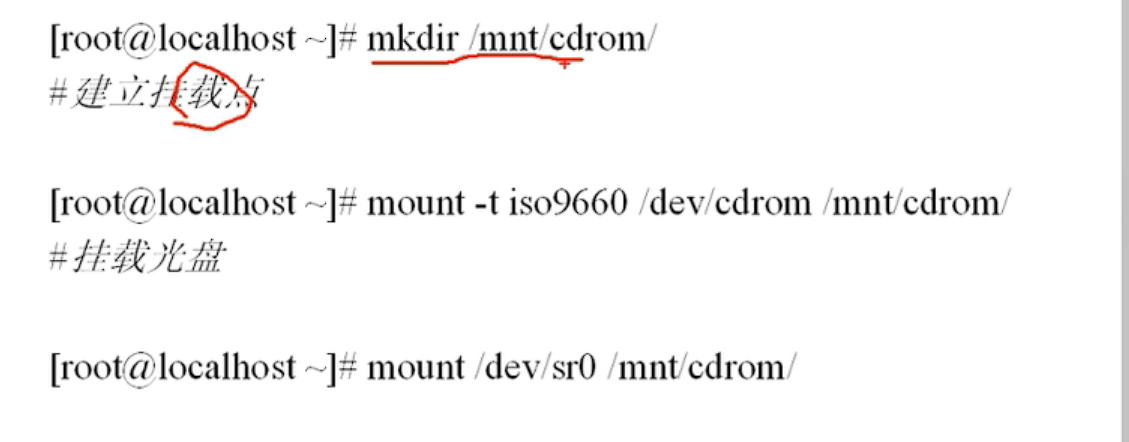 [root@localhost ~]# mkdir /mnt/cdrom/
#建立挂载点
[root@localhost ~]# mount -t iso9660 /dev/cdrom /mnt/cdrom/
#挂载光盘
[root@localhost ~]# mount /dev/sr0 /mnt/cdrom/